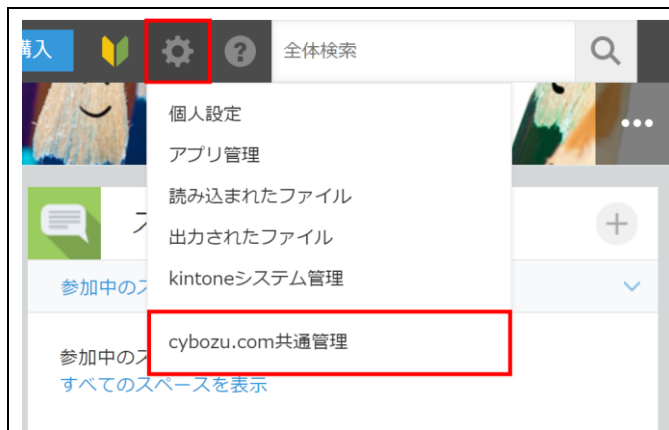 購入
全体検索
個人設定
アプリ管理
読み込まれたファイル
出力されたファイル
kintoneシステム管理
cybozu.com共通管理
ス
参加中のス
参加中のス
すべてのスペースを表示